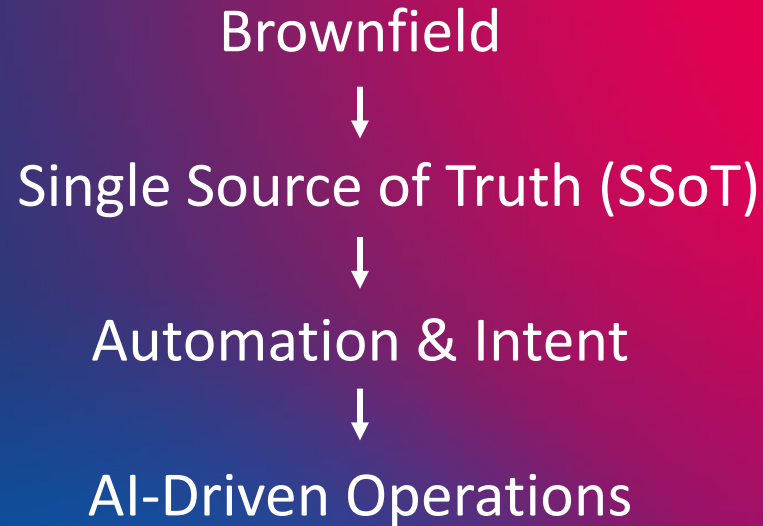 Brownfield
Single Source of Truth (SSoT)
Automation & Intent
AI-Driven Operations